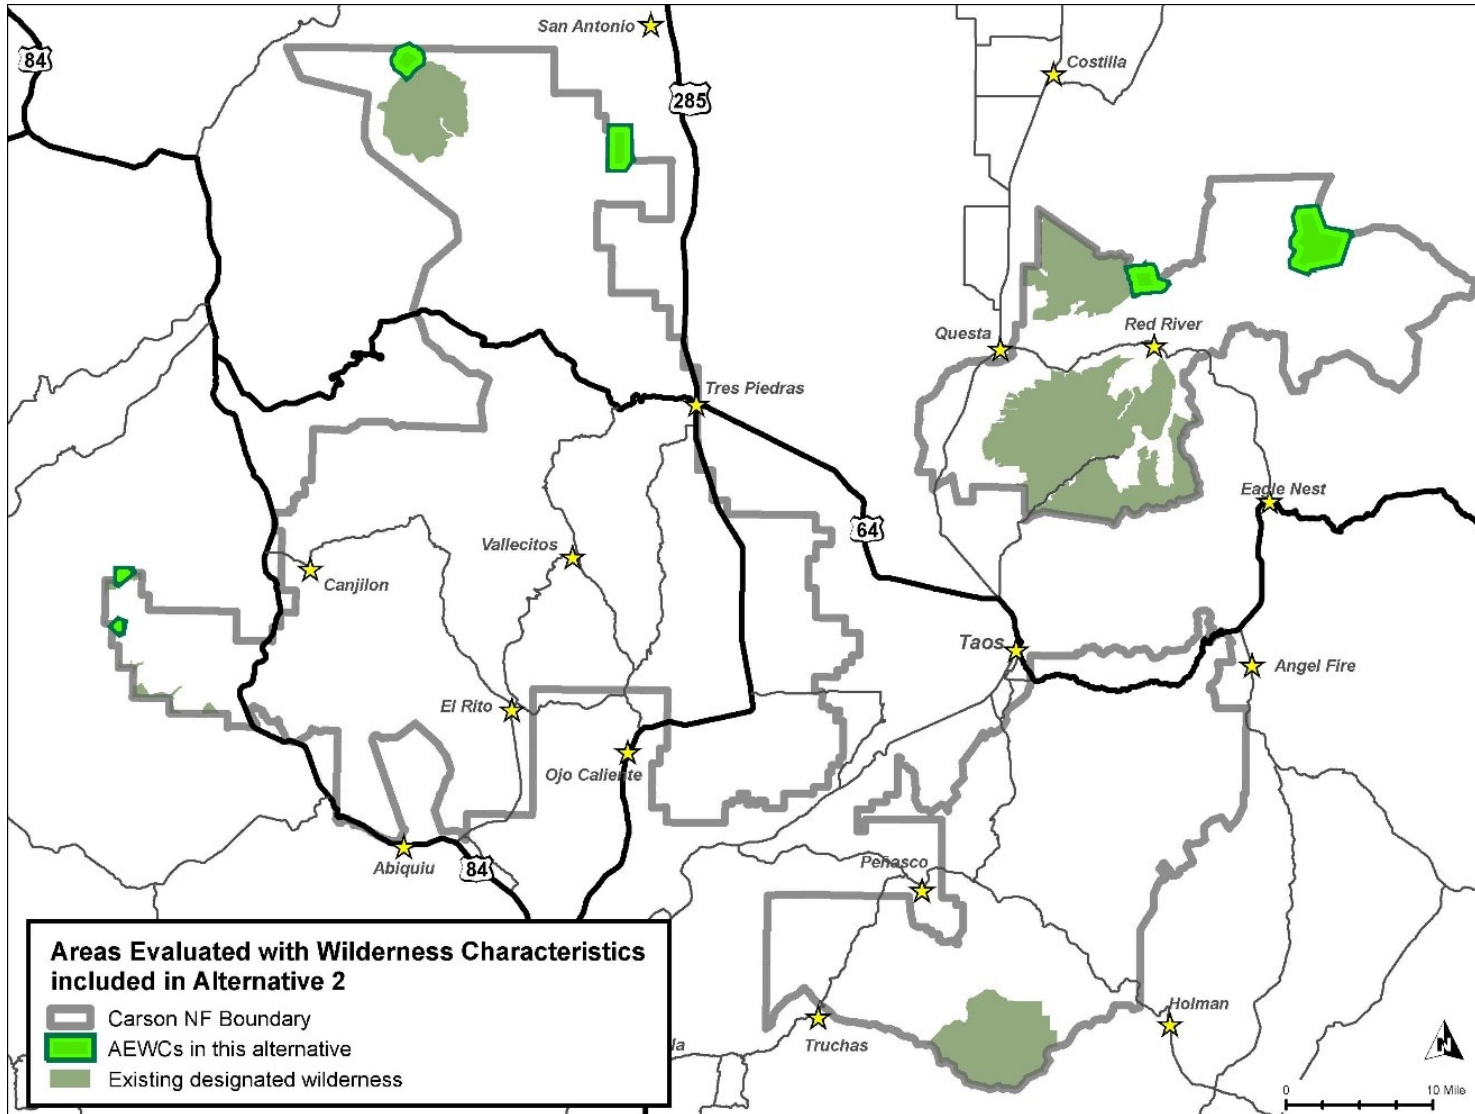 San Antonio
84
Costilla
285
Questa
Red River
Tres Piedras
Eagle Nest
64
Vallecitos
Canjilon
Taos
Angel Fire
El Rito
Ojo Caliente
Abiquiu
84
Peñasco
Holman
Truchas
la
Areas Evaluated with Wilderness Characteristics
included in Alternative 2
Carson NF Boundary
AEWCs in this alternative
Existing designated wilderness
N
0 10 Mile